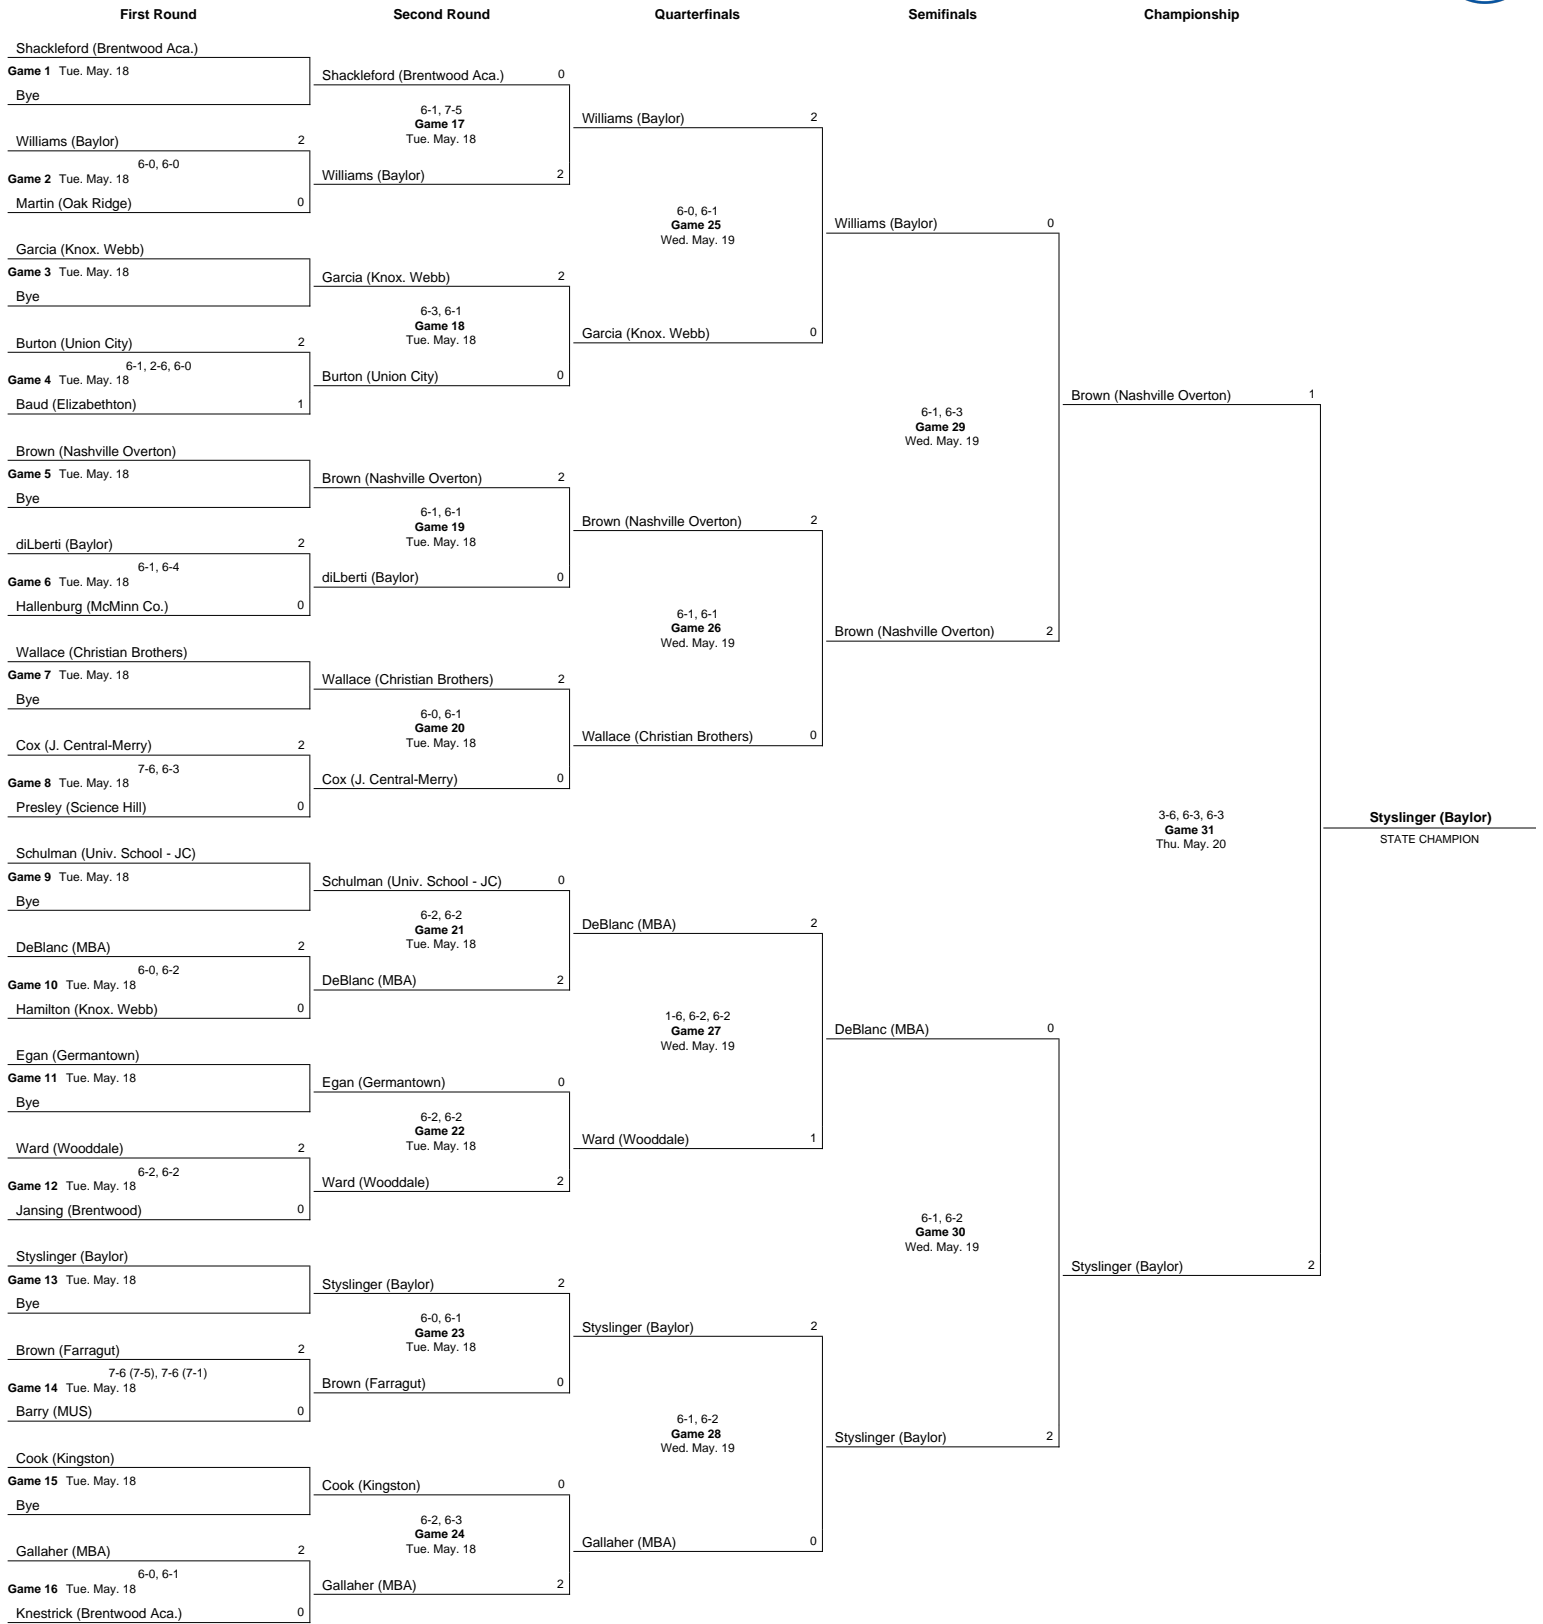 First Round
Second Round
Quarterfinals
Semifinals
Championship
Shackleford (Brentwood Aca.)
Game 1 Tue. May. 18
Bye
Williams (Baylor) 2
6-0, 6-0
Game 2 Tue. May. 18
Martin (Oak Ridge) 0
Garcia (Knox. Webb)
Game 3 Tue. May. 18
Bye
Burton (Union City) 2
6-1, 2-6, 6-0
Game 4 Tue. May. 18
Baud (Elizabethton) 1
Brown (Nashville Overton)
Game 5 Tue. May. 18
Bye
diLberti (Baylor) 2
6-1, 6-4
Game 6 Tue. May. 18
Hallenburg (McMinn Co.) 0
Wallace (Christian Brothers)
Game 7 Tue. May. 18
Bye
Cox (J. Central-Merry) 2
7-6, 6-3
Game 8 Tue. May. 18
Presley (Science Hill) 0
Schulman (Univ. School - JC)
Game 9 Tue. May. 18
Bye
DeBlanc (MBA) 2
6-0, 6-2
Game 10 Tue. May. 18
Hamilton (Knox. Webb) 0
Egan (Germantown)
Game 11 Tue. May. 18
Bye
Ward (Wooddale) 2
6-2, 6-2
Game 12 Tue. May. 18
Jansing (Brentwood) 0
Styslinger (Baylor)
Game 13 Tue. May. 18
Bye
Brown (Farragut) 2
7-6 (7-5), 7-6 (7-1)
Game 14 Tue. May. 18
Barry (MUS) 0
Cook (Kingston)
Game 15 Tue. May. 18
Bye
Gallaher (MBA) 2
6-0, 6-1
Game 16 Tue. May. 18
Knestrick (Brentwood Aca.) 0
Shackleford (Brentwood Aca.) 0
6-1, 7-5
Game 17
Tue. May. 18
Williams (Baylor) 2
Garcia (Knox. Webb) 2
6-3, 6-1
Game 18
Tue. May. 18
Burton (Union City) 0
Brown (Nashville Overton) 2
6-1, 6-1
Game 19
Tue. May. 18
diLberti (Baylor) 0
Wallace (Christian Brothers) 2
6-0, 6-1
Game 20
Tue. May. 18
Cox (J. Central-Merry) 0
Schulman (Univ. School - JC) 0
6-2, 6-2
Game 21
Tue. May. 18
DeBlanc (MBA) 2
Egan (Germantown) 0
6-2, 6-2
Game 22
Tue. May. 18
Ward (Wooddale) 2
Styslinger (Baylor) 2
6-0, 6-1
Game 23
Tue. May. 18
Brown (Farragut) 0
Cook (Kingston) 0
6-2, 6-3
Game 24
Tue. May. 18
Gallaher (MBA) 2
Williams (Baylor) 2
6-0, 6-1
Game 25
Wed. May. 19
Garcia (Knox. Webb) 0
Brown (Nashville Overton) 2
6-1, 6-1
Game 26
Wed. May. 19
Wallace (Christian Brothers) 0
DeBlanc (MBA) 2
1-6, 6-2, 6-2
Game 27
Wed. May. 19
Ward (Wooddale) 1
Styslinger (Baylor) 2
6-1, 6-2
Game 28
Wed. May. 19
Gallaher (MBA) 0
Williams (Baylor) 0
6-1, 6-3
Game 29
Wed. May. 19
Brown (Nashville Overton) 2
DeBlanc (MBA) 0
6-1, 6-2
Game 30
Wed. May. 19
Styslinger (Baylor) 2
Brown (Nashville Overton) 1
3-6, 6-3, 6-3
Game 31
Thu. May. 20
Styslinger (Baylor) 2
Styslinger (Baylor)
STATE CHAMPION